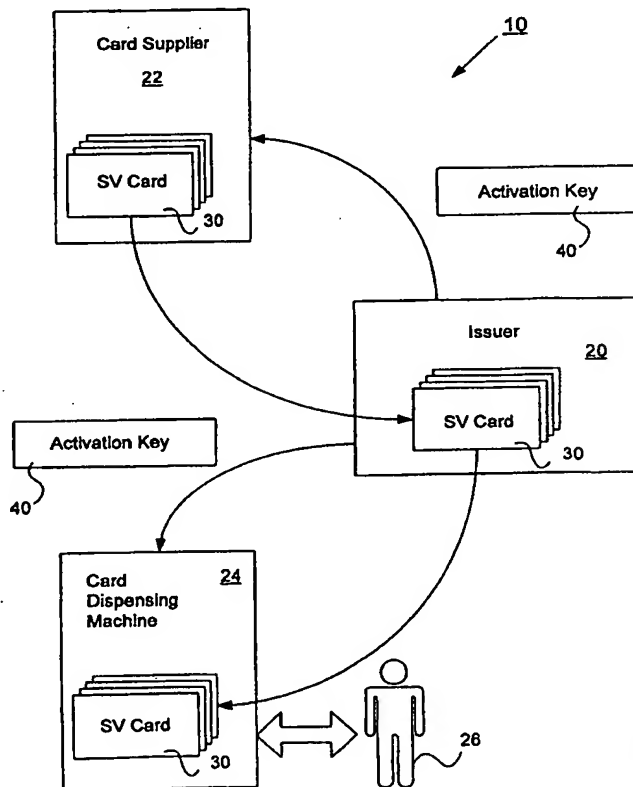 10
Card Supplier
22
SV Card
30
Activation Key
40
Issuer
20
SV Card
30
Activation Key
40
Card
Dispensing
Machine
24
SV Card
30
26